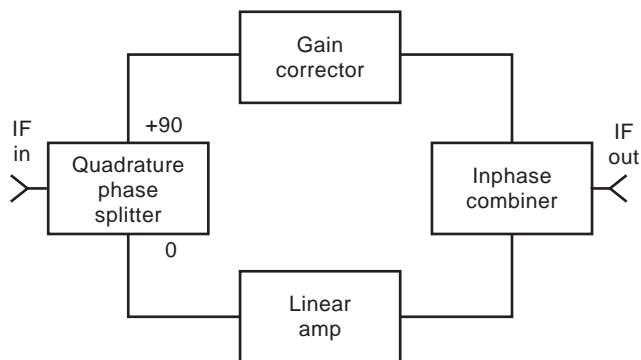 Gain
corrector
+90
IF
in
Quadrature
phase
splitter
0
Inphase
combiner
IF
out
Linear
amp